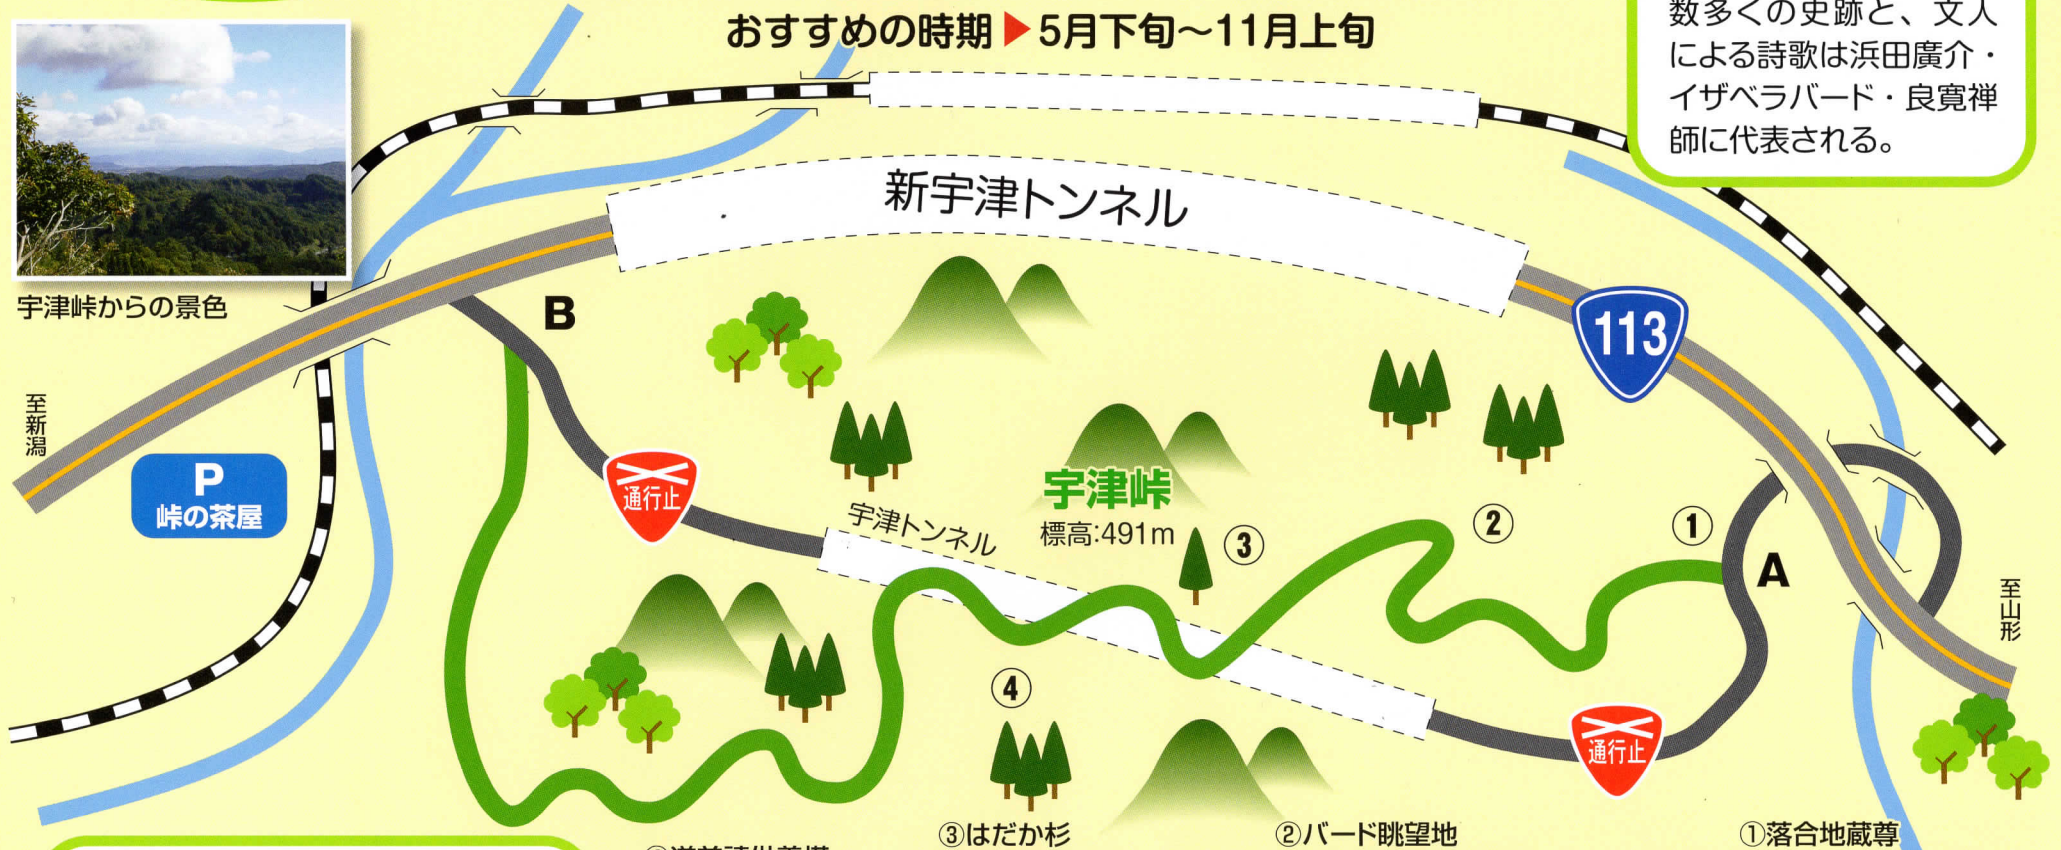 おすすめの時期▶5月下旬～11月上旬
数多くの史跡と、文人
による詩歌は浜田廣介・
イザベラバード・良寛禅
師に代表される。
新宇津トンネル
宇津峠からの景色
B
113
至新潟
P
峠の茶屋
通行止
宇津トンネル
宇津峠
標高:491m
③
②
①
A
至山形
④
通行止
③はだか杉
②バード眺望地
①落合地蔵尊